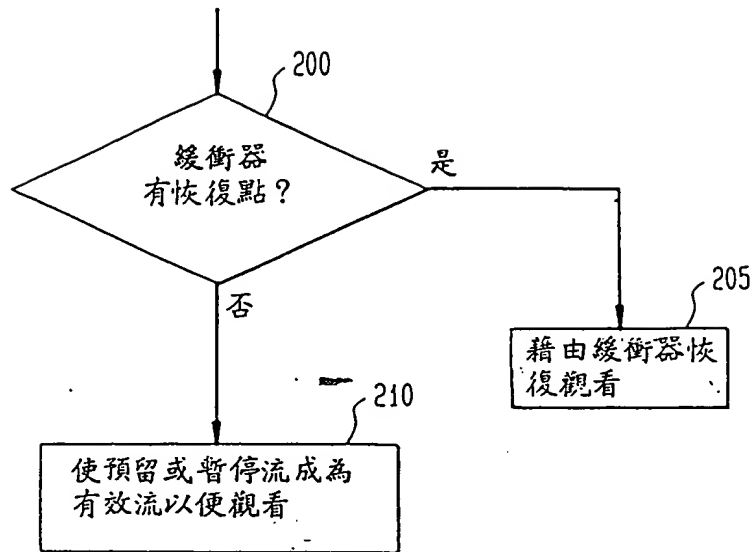 200
緩衝器
有恢復點？
是
否
205
藉由緩衝器恢
復觀看
210
使預留或暫停流成為
有效流以便觀看